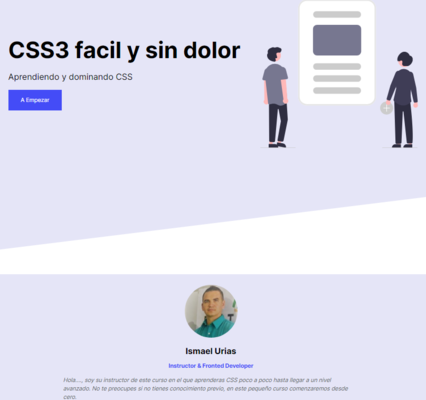 CSS3 facil y sin dolor
Aprendiendo y dominando CSS
A Empezar
Ismael Urias
Instructor & Fronted Developer
Hola...., soy su instructor de este curso en el que aprenderas CSS poco a poco hasta llegar a un nivel
avanzado. No te preocupes si no tienes conocimiento previo, en este pequeño curso comenzaremos desde
cero.